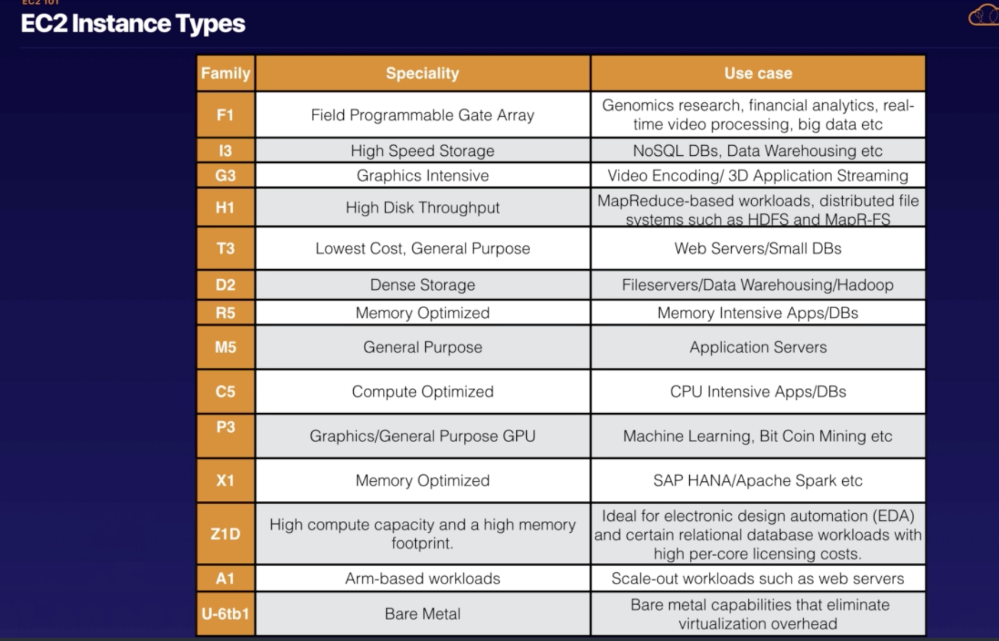 EC2 101
EC2 Instance Types
Family Speciality Use case
F1 Field Programmable Gate Array Genomics research, financial analytics, real-
time video processing, big data etc
I3 High Speed Storage NoSQL DBs, Data Warehousing etc
G3 Graphics Intensive Video Encoding/ 3D Application Streaming
H1 High Disk Throughput MapReduce-based workloads, distributed file
systems such as HDFS and MapR-FS
T3 Lowest Cost, General Purpose Web Servers/Small DBs
D2 Dense Storage Fileservers/Data Warehousing/Hadoop
R5 Memory Optimized Memory Intensive Apps/DBs
M5 General Purpose Application Servers
C5 Compute Optimized CPU Intensive Apps/DBs
P3 Graphics/General Purpose GPU Machine Learning, Bit Coin Mining etc
X1 Memory Optimized SAP HANA/Apache Spark etc
Z1D High compute capacity and a high memory
footprint. Ideal for electronic design automation (EDA)
and certain relational database workloads with
high per-core licensing costs.
A1 Arm-based workloads Scale-out workloads such as web servers
U-6tb1 Bare Metal Bare metal capabilities that eliminate
virtualization overhead